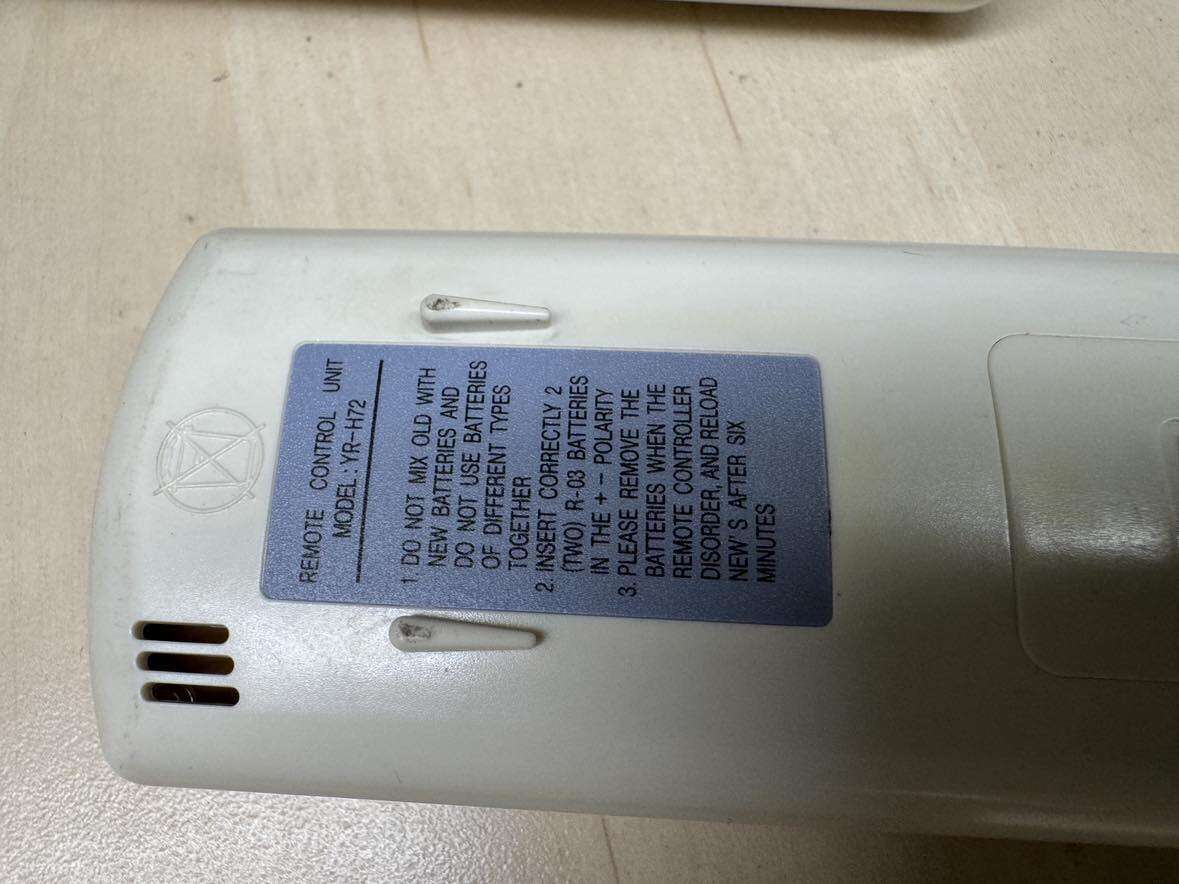 REMOTE CONTROL UNIT
MODEL: YR-H72
1. DO NOT MIX OLD WITH
NEW BATTERIES AND
DO NOT USE BATTERIES
OF DIFFERENT TYPES
TOGETHER
2. INSERT CORRECTLY 2
(TWO) R-03 BATTERIES
IN THE + - POLARITY
3. PLEASE REMOVE THE
BATTERIES WHEN THE
REMOTE CONTROLLER
DISORDER, AND RELOAD
NEW'S AFTER SIX
MINUTES